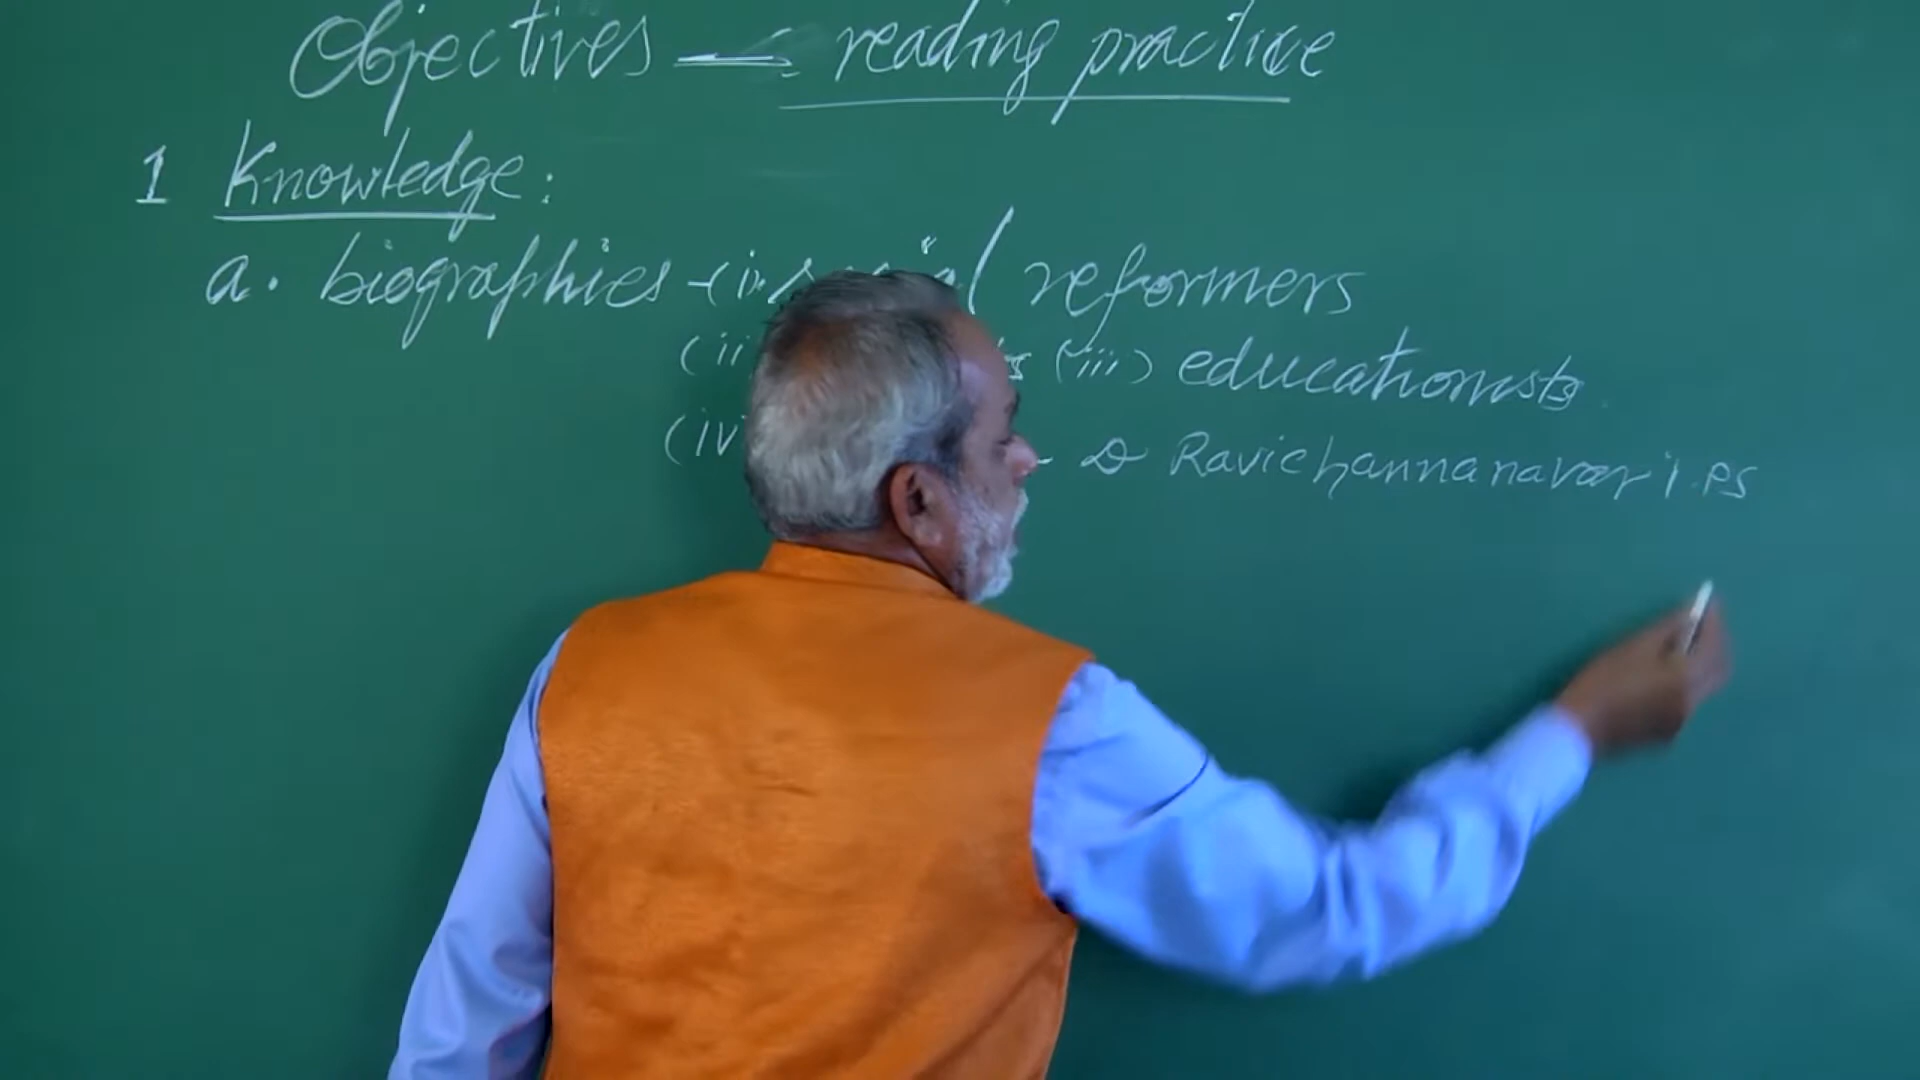 Objectives — reading practice
1 Knowledge:
a. biographies - (i) social reformers
(ii (iii) educationists
(iv - D Ravichannanavar i.PS